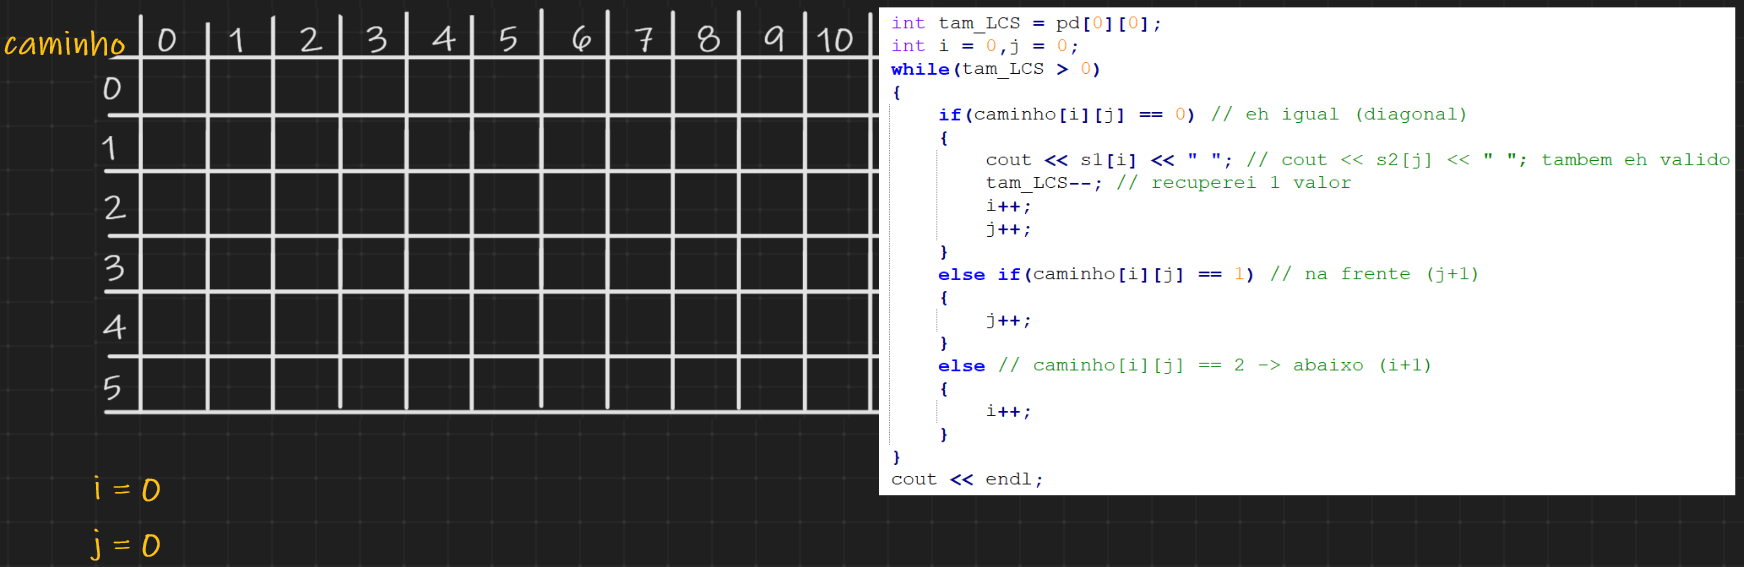 caminho 0 1 2 3 4 5 6 7 8 9 10
0
1
2
3
4
5
i = 0
j = 0
int tam_LCS = pd[0][0];
int i = 0,j = 0;
while(tam_LCS > 0)
{
if(caminho[i][j] == 0) // eh igual (diagonal)
{
cout << s1[i] << " "; // cout << s2[j] << " "; tambem eh valido
tam_LCS--; // recuperei 1 valor
i++;
j++;
}
else if(caminho[i][j] == 1) // na frente (j+1)
{
j++;
}
else // caminho[i][j] == 2 -> abaixo (i+1)
{
i++;
}
}
cout << endl;